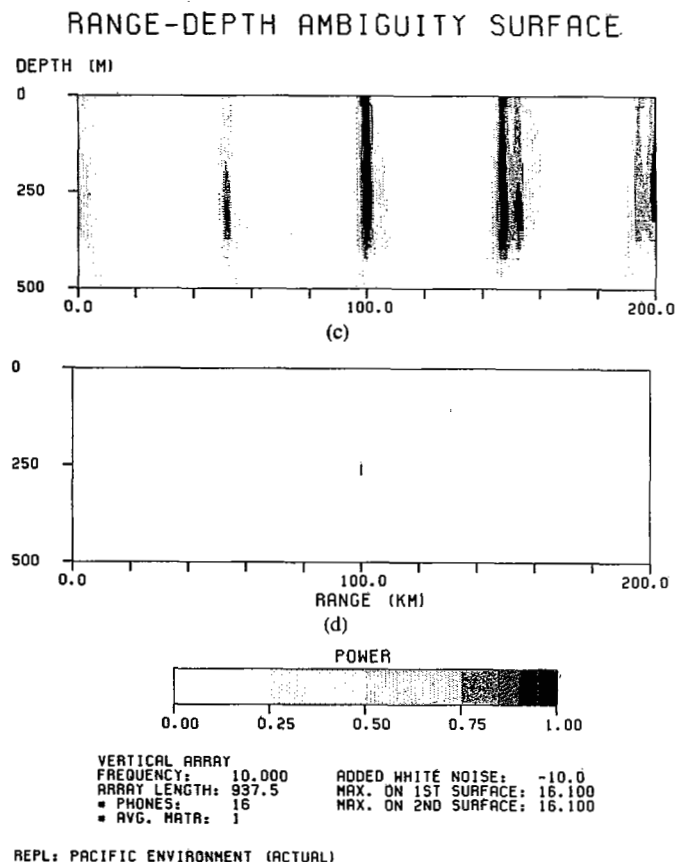 RANGE-DEPTH AMBIGUITY SURFACE
DEPTH (M)
0
250
500
0.0 100.0 200.0
(c)
0
250
500
0.0 100.0 200.0
RANGE (KM)
(d)
POWER
0.00 0.25 0.50 0.75 1.00
VERTICAL ARRAY
FREQUENCY: 10.000 ADDED WHITE NOISE: -10.0
ARRAY LENGTH: 937.5 MAX. ON 1ST SURFACE: 16.100
# PHONES: 16 MAX. ON 2ND SURFACE: 16.100
# AVG. MATR: 1
REPL: PACIFIC ENVIRONMENT (ACTUAL)